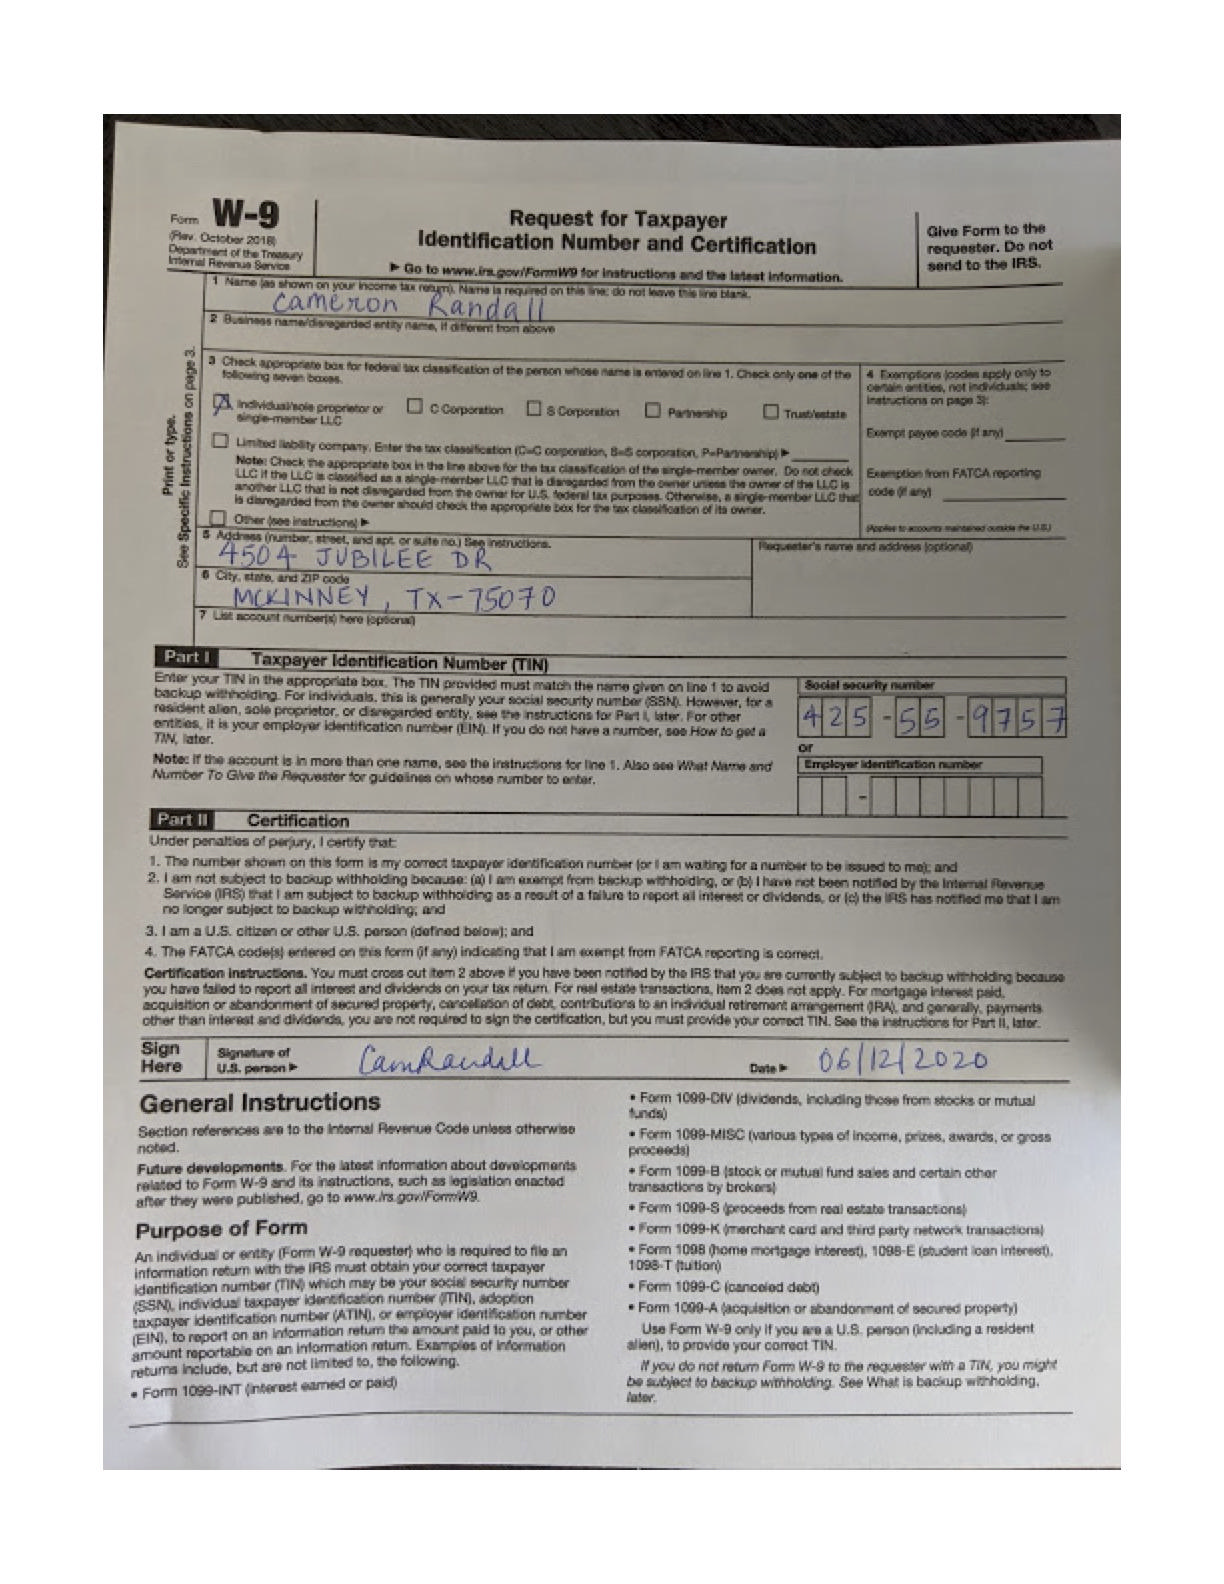 Form W-9
(Rev. October 2018)
Department of the Treasury
Internal Revenue Service
Request for Taxpayer
Identification Number and Certification
► Go to www.irs.gov/FormW9 for instructions and the latest information.
Give Form to the
requester. Do not
send to the IRS.
Print or type.
See Specific Instructions on page 3.
1 Name (as shown on your income tax return). Name is required on this line; do not leave this line blank.
Cameron Randall
2 Business name/disregarded entity name, if different from above
3 Check appropriate box for federal tax classification of the person whose name is entered on line 1. Check only one of the
following seven boxes.
Individual/sole proprietor or
single-member LLC
C Corporation
S Corporation
Partnership
Trust/estate
Limited liability company. Enter the tax classification (C=C corporation, S=S corporation, P=Partnership) ►
Note: Check the appropriate box in the line above for the tax classification of the single-member owner. Do not check
LLC if the LLC is classified as a single-member LLC that is disregarded from the owner unless the owner of the LLC is
another LLC that is not disregarded from the owner for U.S. federal tax purposes. Otherwise, a single-member LLC that
is disregarded from the owner should check the appropriate box for the tax classification of its owner.
Other (see instructions) ►
4 Exemptions (codes apply only to
certain entities, not individuals; see
instructions on page 3):
Exempt payee code (if any)
Exemption from FATCA reporting
code (if any)
(Applies to accounts maintained outside the U.S.)
5 Address (number, street, and apt. or suite no.) See instructions.
4504 JUBILEE DR
Requester's name and address (optional)
6 City, state, and ZIP code
MCKINNEY, TX-75070
7 List account number(s) here (optional)
Part I Taxpayer Identification Number (TIN)
Enter your TIN in the appropriate box. The TIN provided must match the name given on line 1 to avoid
backup withholding. For individuals, this is generally your social security number (SSN). However, for a
resident alien, sole proprietor, or disregarded entity, see the instructions for Part I, later. For other
entities, it is your employer identification number (EIN). If you do not have a number, see How to get a
TIN, later.
Note: If the account is in more than one name, see the instructions for line 1. Also see What Name and
Number To Give the Requester for guidelines on whose number to enter.
Social security number
425-55-9757
or
Employer identification number
-
Part II Certification
Under penalties of perjury, I certify that:
1. The number shown on this form is my correct taxpayer identification number (or I am waiting for a number to be issued to me); and
2. I am not subject to backup withholding because: (a) I am exempt from backup withholding, or (b) I have not been notified by the Internal Revenue
Service (IRS) that I am subject to backup withholding as a result of a failure to report all interest or dividends, or (c) the IRS has notified me that I am
no longer subject to backup withholding; and
3. I am a U.S. citizen or other U.S. person (defined below); and
4. The FATCA code(s) entered on this form (if any) indicating that I am exempt from FATCA reporting is correct.
Certification instructions. You must cross out item 2 above if you have been notified by the IRS that you are currently subject to backup withholding because
you have failed to report all interest and dividends on your tax return. For real estate transactions, item 2 does not apply. For mortgage interest paid,
acquisition or abandonment of secured property, cancellation of debt, contributions to an individual retirement arrangement (IRA), and generally, payments
other than interest and dividends, you are not required to sign the certification, but you must provide your correct TIN. See the instructions for Part II, later.
Sign
Here
Signature of
U.S. person ►
CamRandall
Date ► 06/12/2020
General Instructions
Section references are to the Internal Revenue Code unless otherwise
noted.
Future developments. For the latest information about developments
related to Form W-9 and its instructions, such as legislation enacted
after they were published, go to www.irs.gov/FormW9.
Purpose of Form
An individual or entity (Form W-9 requester) who is required to file an
information return with the IRS must obtain your correct taxpayer
identification number (TIN) which may be your social security number
(SSN), individual taxpayer identification number (ITIN), adoption
taxpayer identification number (ATIN), or employer identification number
(EIN), to report on an information return the amount paid to you, or other
amount reportable on an information return. Examples of information
returns include, but are not limited to, the following.
• Form 1099-INT (interest earned or paid)
• Form 1099-DIV (dividends, including those from stocks or mutual
funds)
• Form 1099-MISC (various types of income, prizes, awards, or gross
proceeds)
• Form 1099-B (stock or mutual fund sales and certain other
transactions by brokers)
• Form 1099-S (proceeds from real estate transactions)
• Form 1099-K (merchant card and third party network transactions)
• Form 1098 (home mortgage interest), 1098-E (student loan interest),
1098-T (tuition)
• Form 1099-C (canceled debt)
• Form 1099-A (acquisition or abandonment of secured property)
Use Form W-9 only if you are a U.S. person (including a resident
alien), to provide your correct TIN.
If you do not return Form W-9 to the requester with a TIN, you might
be subject to backup withholding. See What is backup withholding,
later.